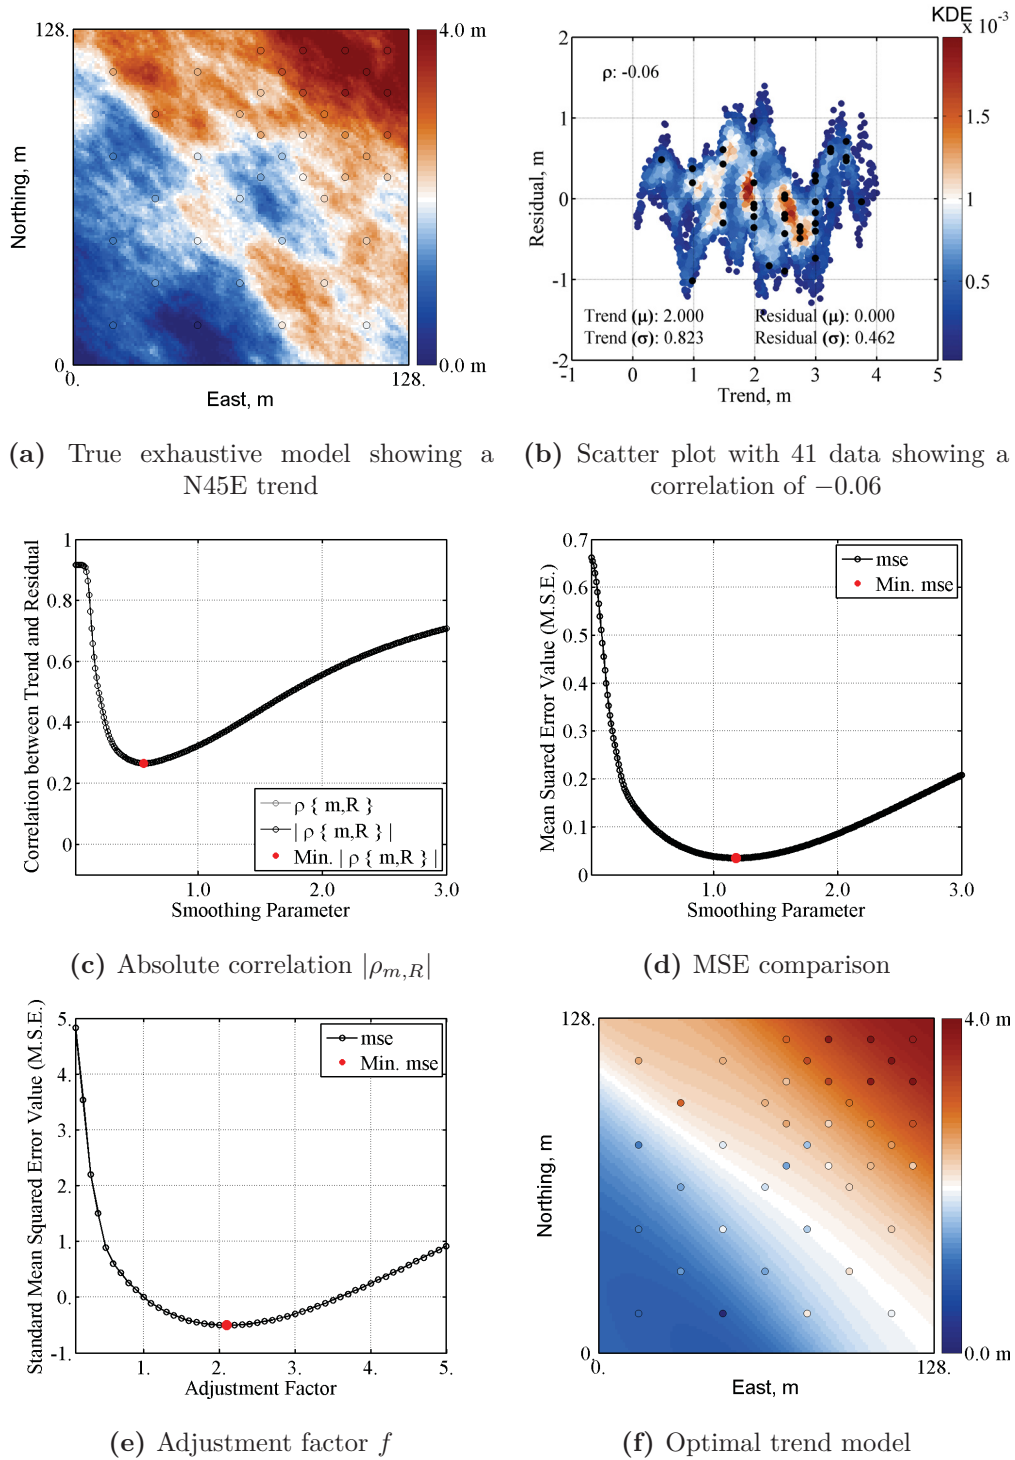 128.
4.0 m
Northing, m
0.
0.0 m
0.
128.
East, m
KDE
x 10-3
2
ρ: -0.06
1
1.5
Residual, m
0
1
-1
0.5
Trend (μ): 2.000 Residual (μ): 0.000
Trend (σ): 0.823 Residual (σ): 0.462
-2
-1 0 1 2 3 4 5
Trend, m
(a) True exhaustive model showing a
N45E trend
(b) Scatter plot with 41 data showing a
correlation of −0.06
1
0.8
0.6
0.4
0.2
0
Correlation between Trend and Residual
ρ { m,R }
| ρ { m,R } |
Min. | ρ { m,R } |
1.0 2.0 3.0
Smoothing Parameter
0.7
0.6
0.5
0.4
0.3
0.2
0.1
0
Mean Suared Error Value (M.S.E.)
mse
Min. mse
1.0 2.0 3.0
Smoothing Parameter
(c) Absolute correlation |ρm,R|
(d) MSE comparison
5.
4.
3.
2.
1
0.
-1.
Standard Mean Squared Error Value (M.S.E.)
mse
Min. mse
1. 2. 3. 4. 5.
Adjustment Factor
128.
4.0 m
Northing, m
0.
0.0 m
0.
128.
East, m
(e) Adjustment factor f
(f) Optimal trend model